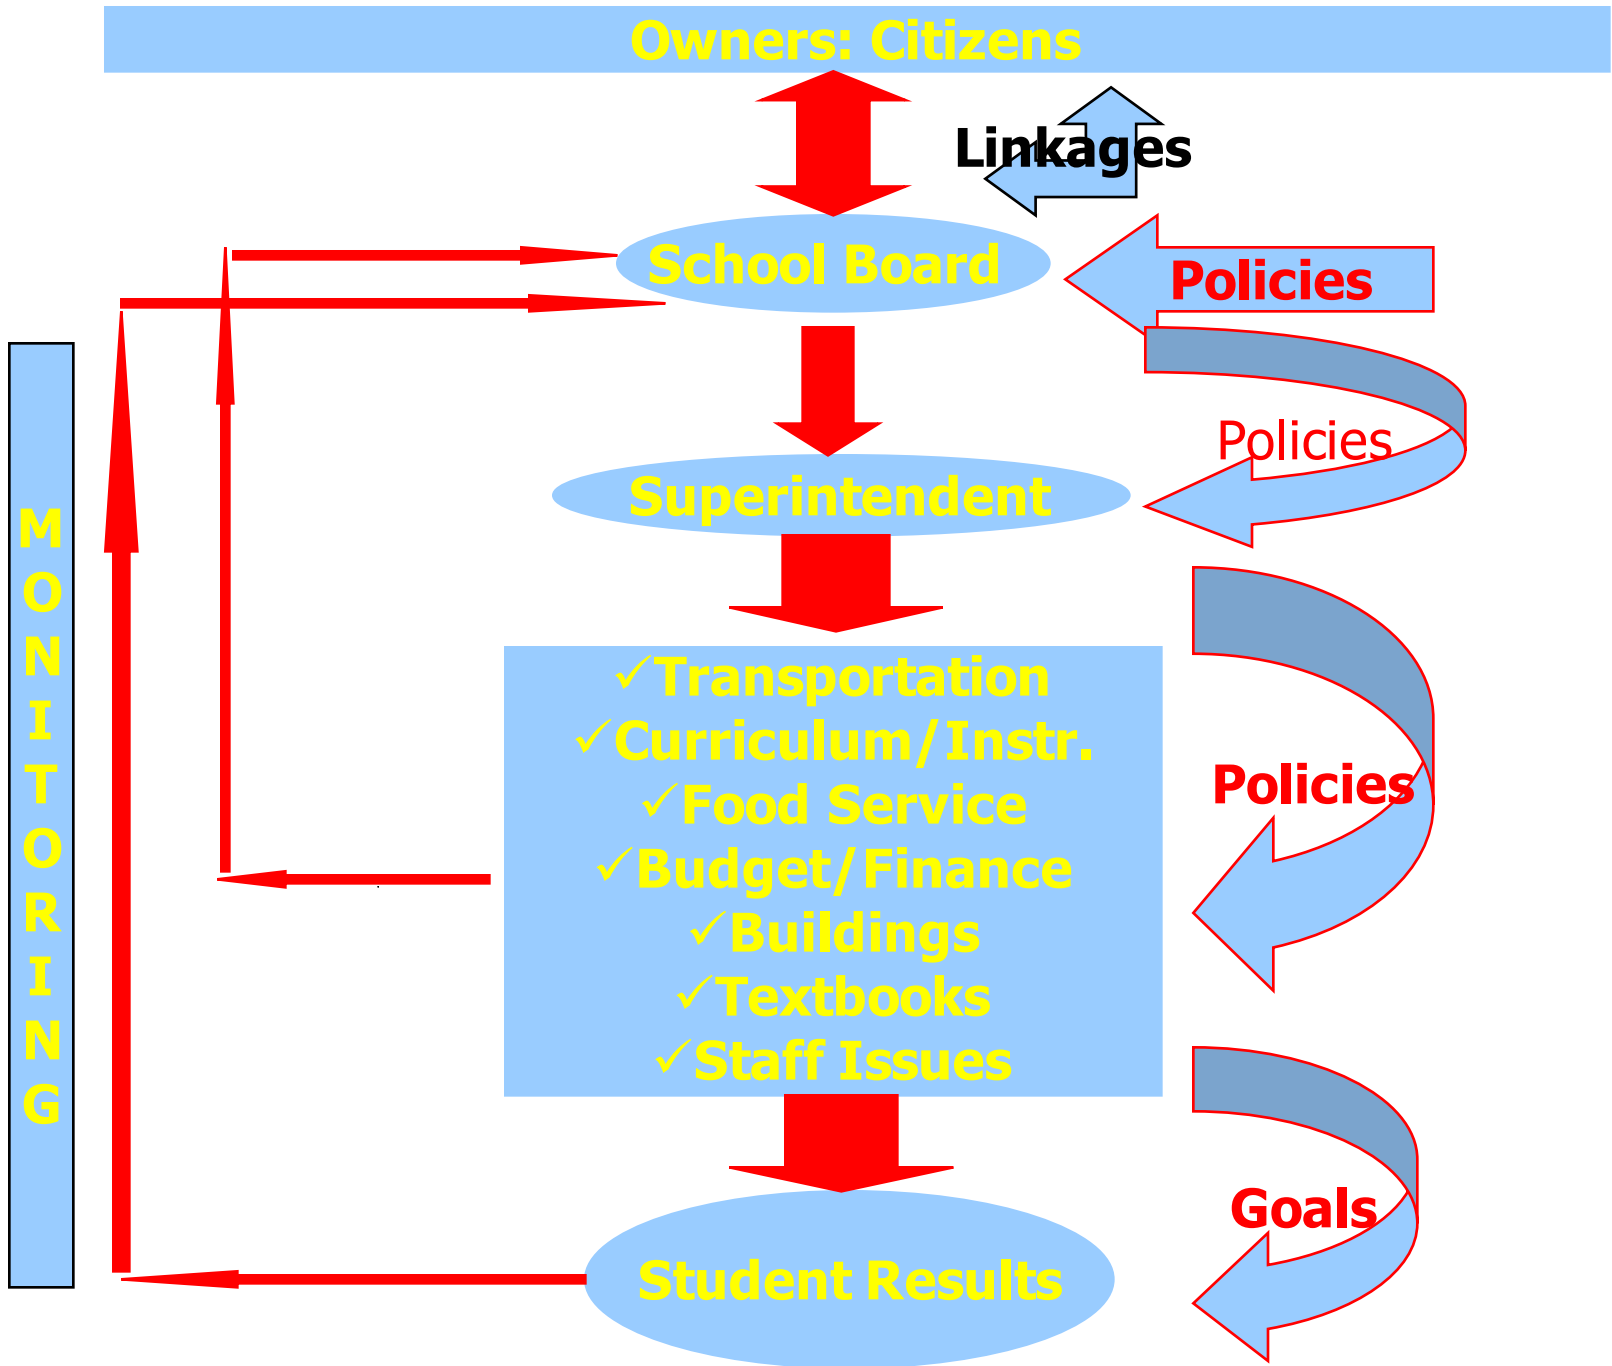 Owners: Citizens
Linkages
School Board
Policies
Policies
Superintendent
M
O
N
I
T
O
R
I
N
G
✓Transportation
✓Curriculum/Instr.
✓Food Service
✓Budget/Finance
✓Buildings
✓Textbooks
✓Staff Issues
Policies
Goals
Student Results